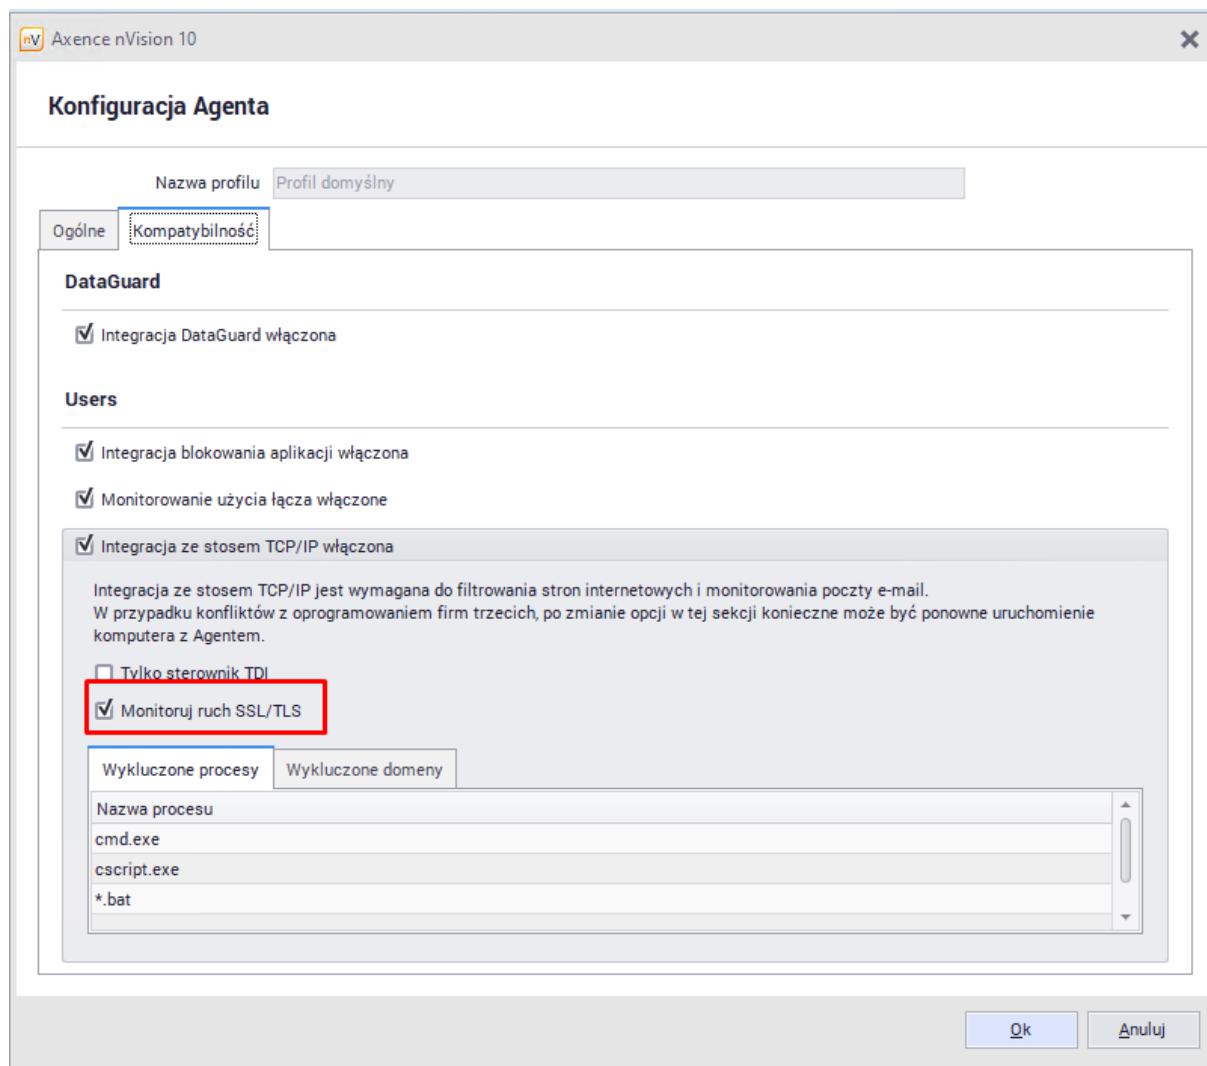 nV Axence nVision 10
Konfiguracja Agenta
Nazwa profilu Profil domyślny
Ogólne Kompatybilność
DataGuard
Integracja DataGuard włączona
Users
Integracja blokowania aplikacji włączona
Monitorowanie użycia łącza włączone
Integracja ze stosem TCP/IP włączona
Integracja ze stosem TCP/IP jest wymagana do filtrowania stron internetowych i monitorowania poczty e-mail.
W przypadku konfliktów z oprogramowaniem firm trzecich, po zmianie opcji w tej sekcji konieczne może być ponowne uruchomienie
komputera z Agentem.
Tylko sterownik TDI
Monitoruj ruch SSL/TLS
Wykluczone procesy Wykluczone domeny
Nazwa procesu
cmd.exe
cscript.exe
*.bat
Ok Anuluj